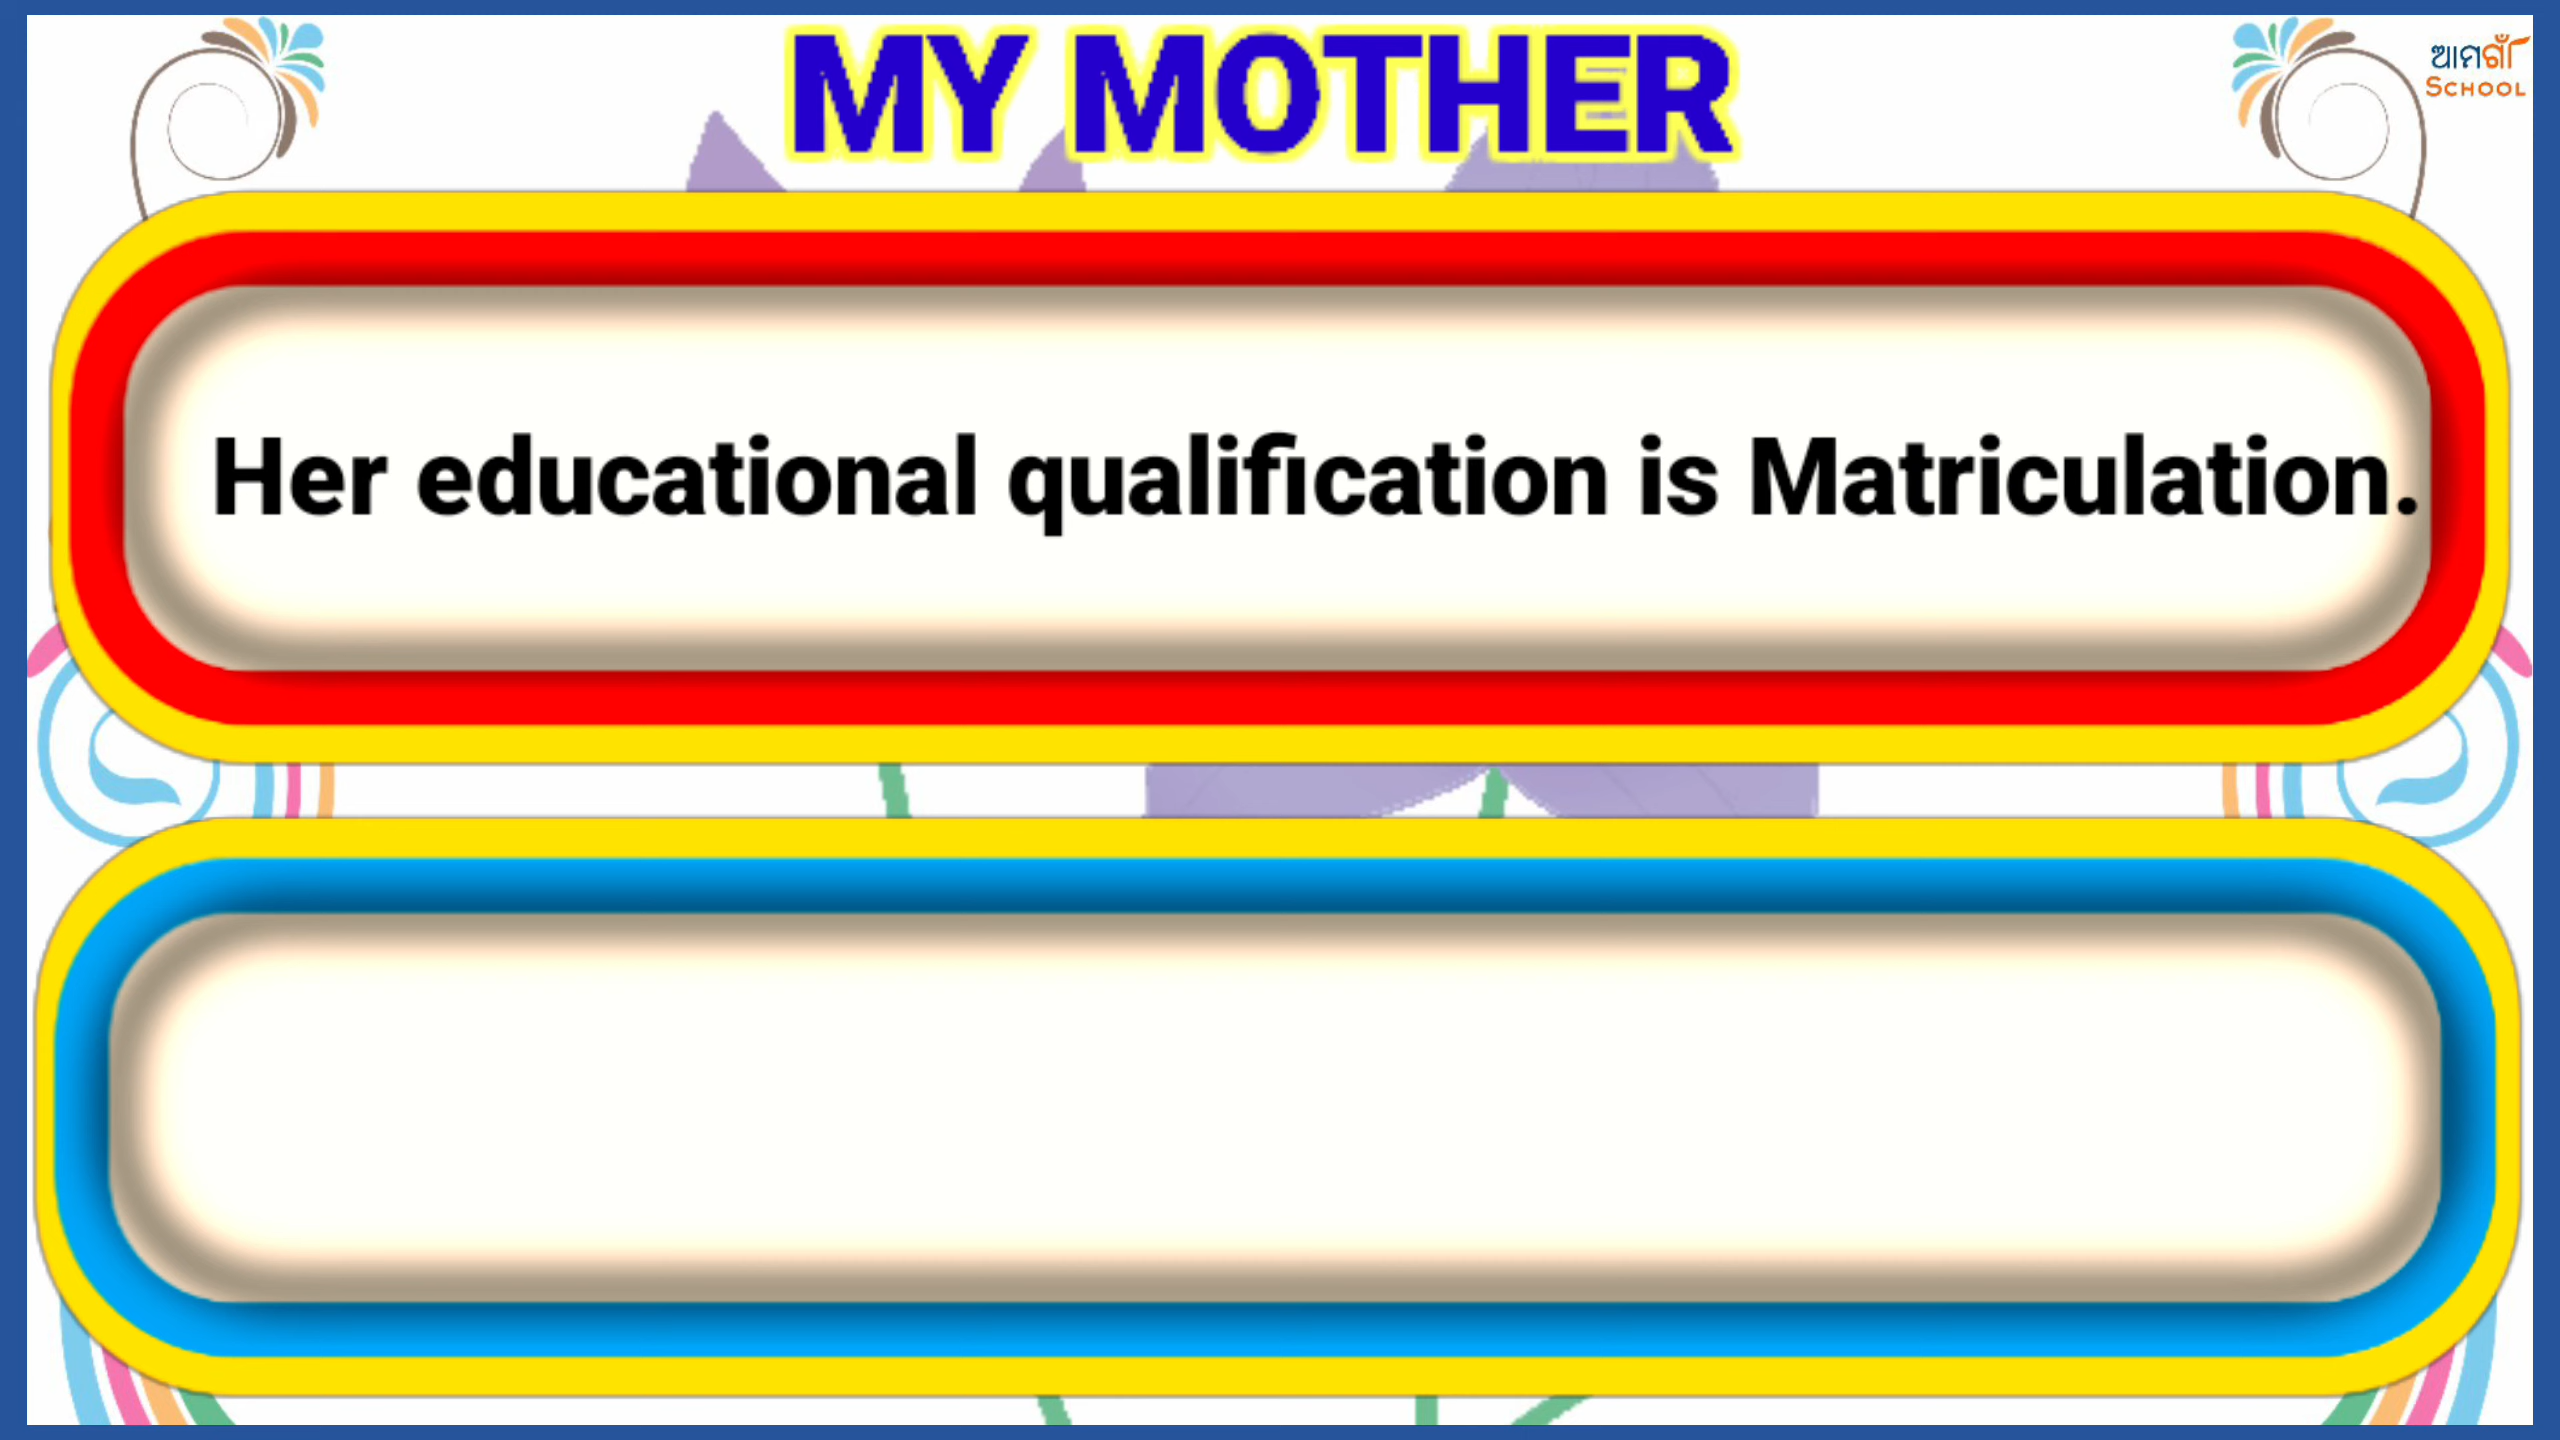 MY MOTHER
ଆମଗାଁ
SCHOOL
Her educational qualification is Matriculation.